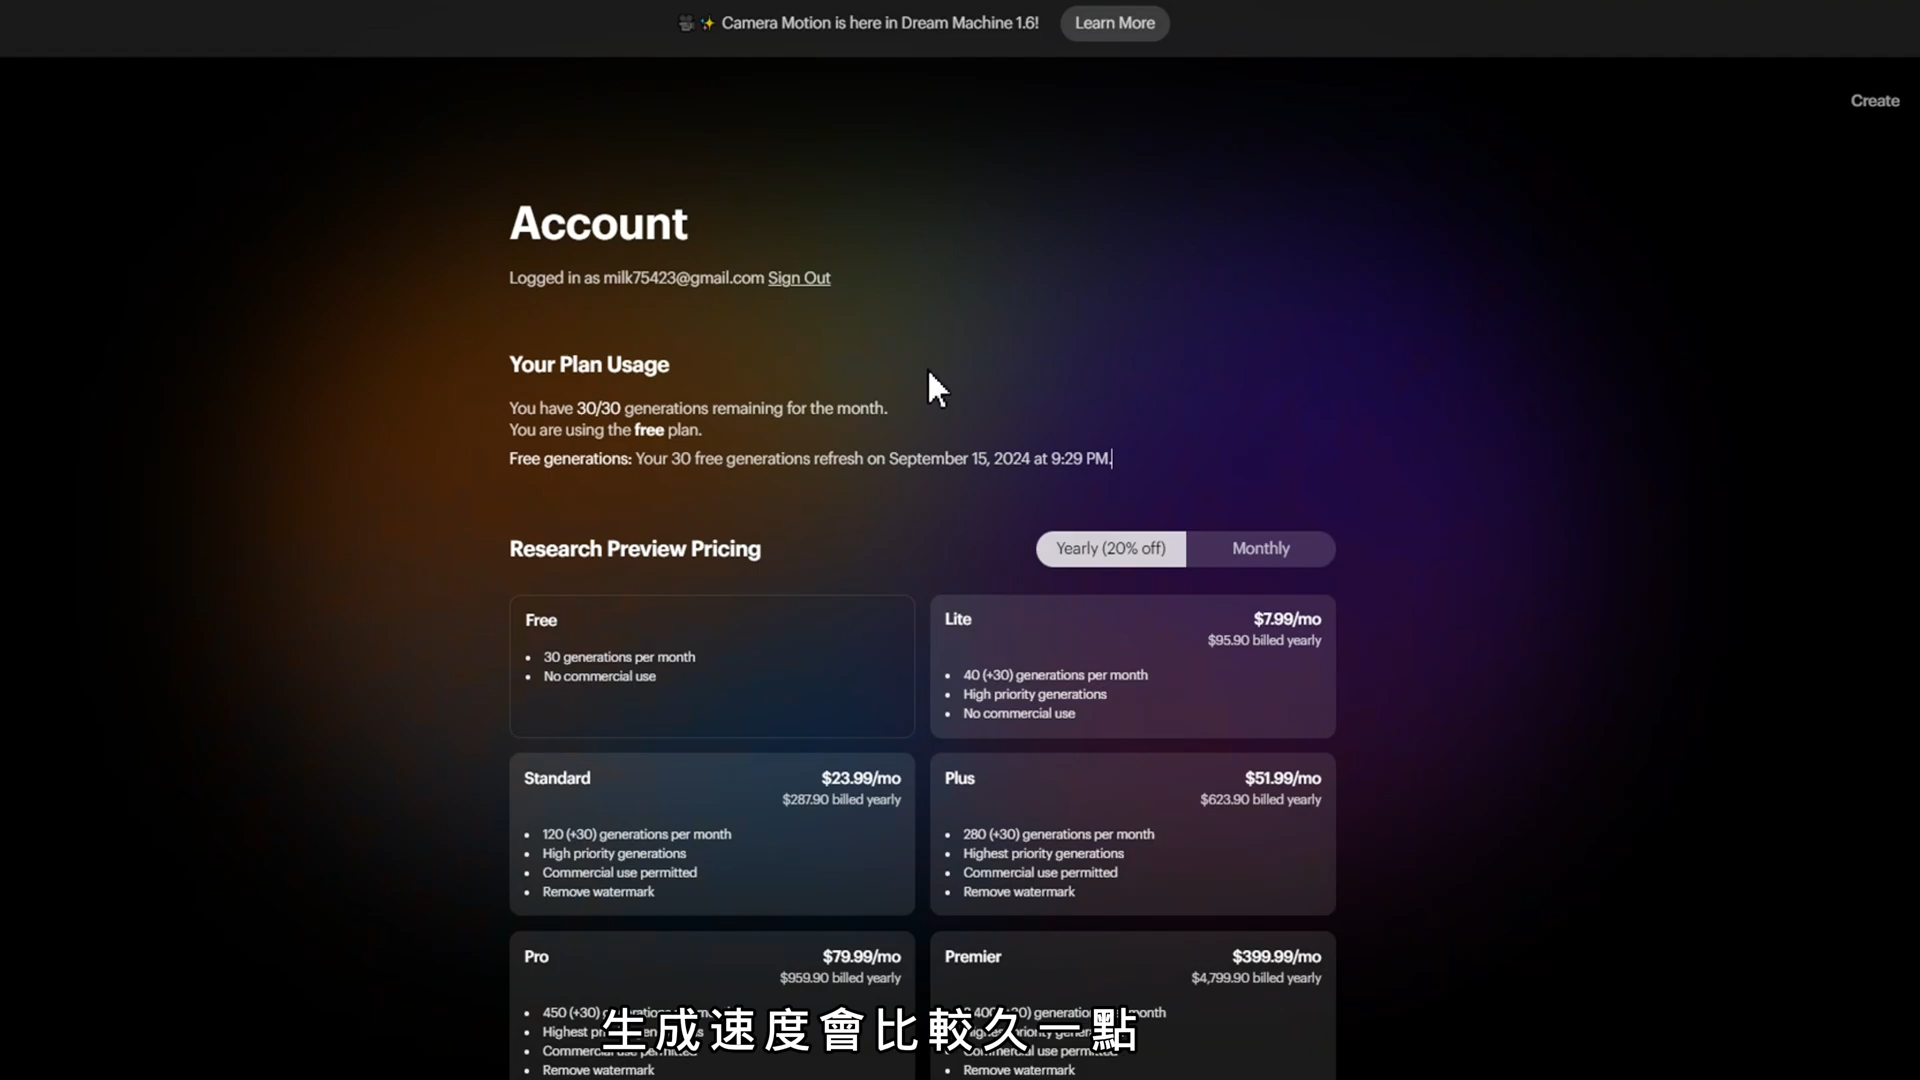 Camera Motion is here in Dream Machine 1.6!
Learn More
Create
Account
Logged in as milk75423@gmail.com Sign Out
Your Plan Usage
You have 30/30 generations remaining for the month.
You are using the free plan.
Free generations: Your 30 free generations refresh on September 15, 2024 at 9:29 PM.
Research Preview Pricing
Yearly (20% off)
Monthly
Free
30 generations per month
No commercial use
Lite
$7.99/mo
$95.90 billed yearly
40 (+30) generations per month
High priority generations
No commercial use
Standard
$23.99/mo
$287.90 billed yearly
120 (+30) generations per month
High priority generations
Commercial use permitted
Remove watermark
Plus
$51.99/mo
$623.90 billed yearly
280 (+30) generations per month
Highest priority generations
Commercial use permitted
Remove watermark
Pro
$79.99/mo
$959.90 billed yearly
450 (+30)
Highest
permitted
Remove watermark
Premier
$399.99/mo
$4,799.90 billed yearly
generations per month
Remove watermark
生成速度會比較久一點